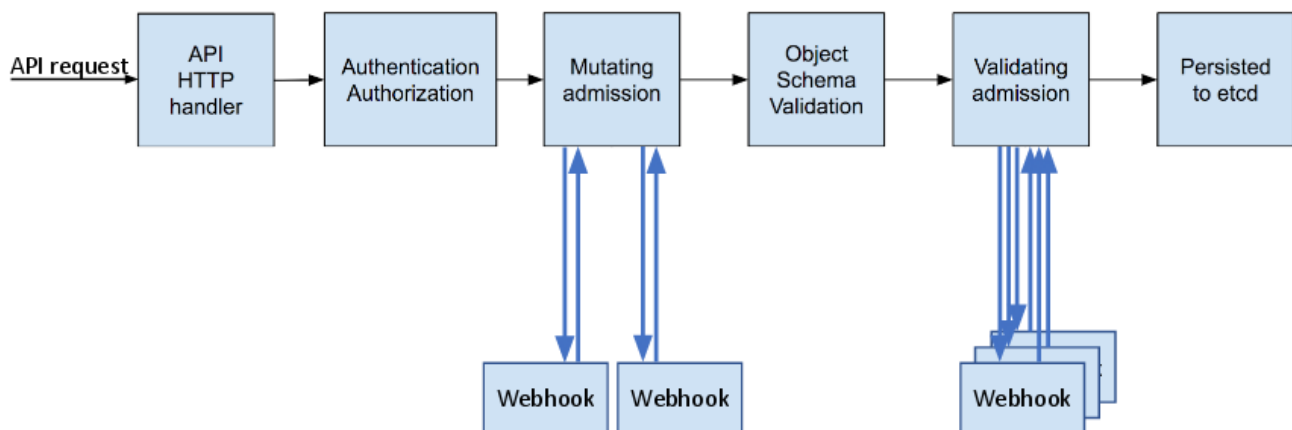 API request
API
HTTP
handler
Authentication
Authorization
Mutating
admission
Object
Schema
Validation
Validating
admission
Persisted
to etcd
Webhook
Webhook
Webhook